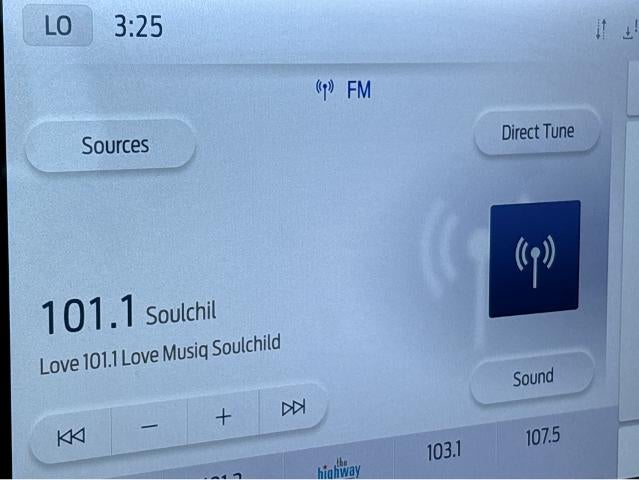 LO 3:25
FM
Sources
Direct Tune
101.1 Soulchil
Love 101.1 Love Musiq Soulchild
Sound
the
highway
103.1
107.5